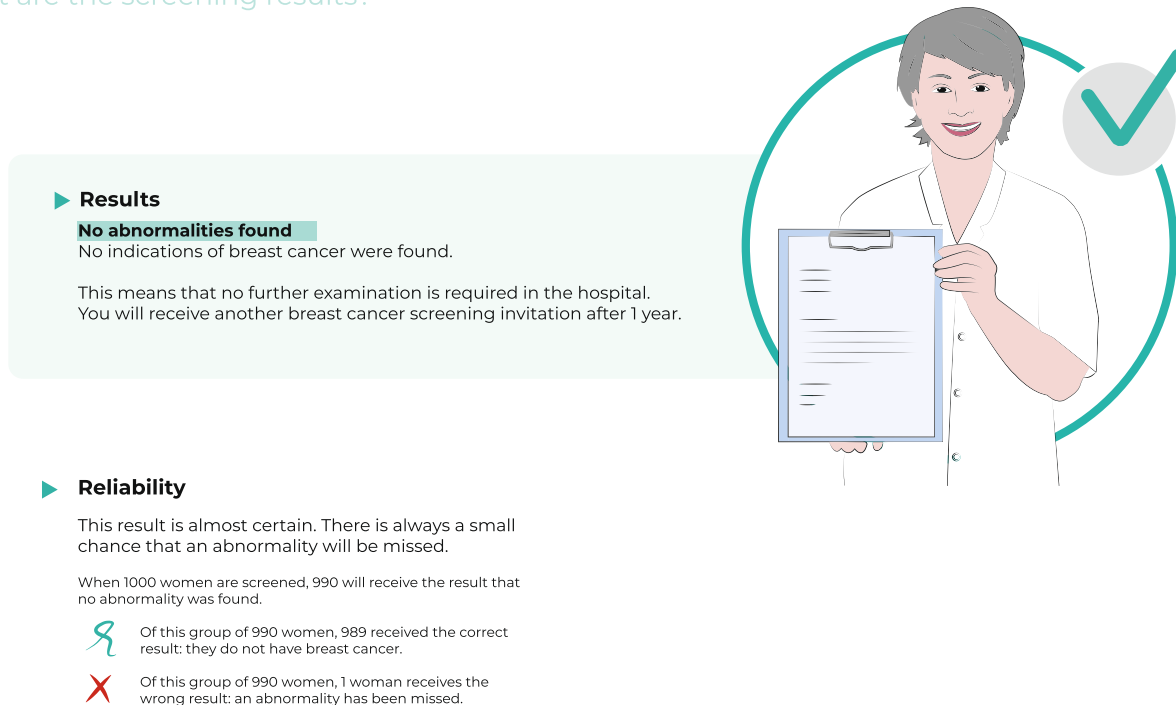 are the screening results?
Results
No abnormalities found
No indications of breast cancer were found.
This means that no further examination is required in the hospital.
You will receive another breast cancer screening invitation after 1 year.
Reliability
This result is almost certain. There is always a small
chance that an abnormality will be missed.
When 1000 women are screened, 990 will receive the result that
no abnormality was found.
Of this group of 990 women, 989 received the correct
result: they do not have breast cancer.
Of this group of 990 women, 1 woman receives the
wrong result: an abnormality has been missed.